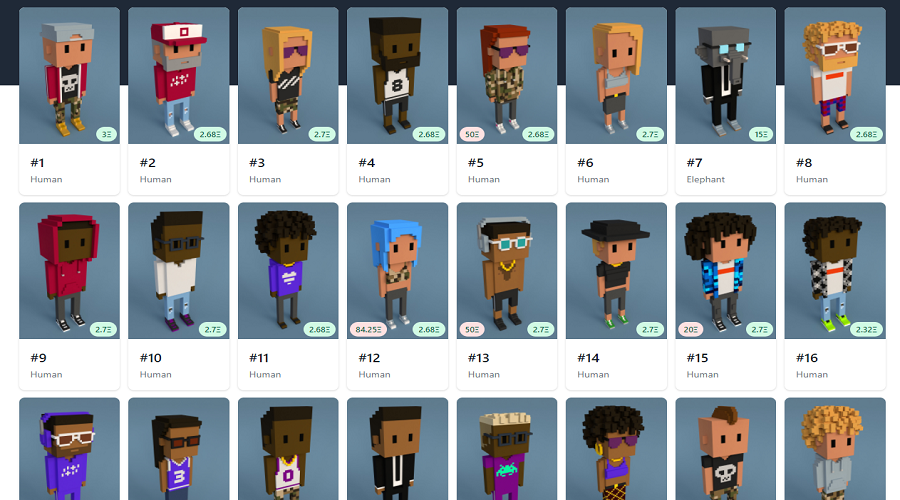 3Ξ
2.68Ξ
2.7Ξ
8
2.68Ξ
50Ξ
2.68Ξ
2.7Ξ
15Ξ
2.68Ξ
#1
#2
#3
#4
#5
#6
#7
#8
Human
Human
Human
Human
Human
Human
Elephant
Human
2.7Ξ
2.7Ξ
2.68Ξ
84.25Ξ
2.68Ξ
50Ξ
2.7Ξ
2.7Ξ
20Ξ
2.7Ξ
2.32Ξ
#9
#10
#11
#12
#13
#14
#15
#16
Human
Human
Human
Human
Human
Human
Human
Human
3
0